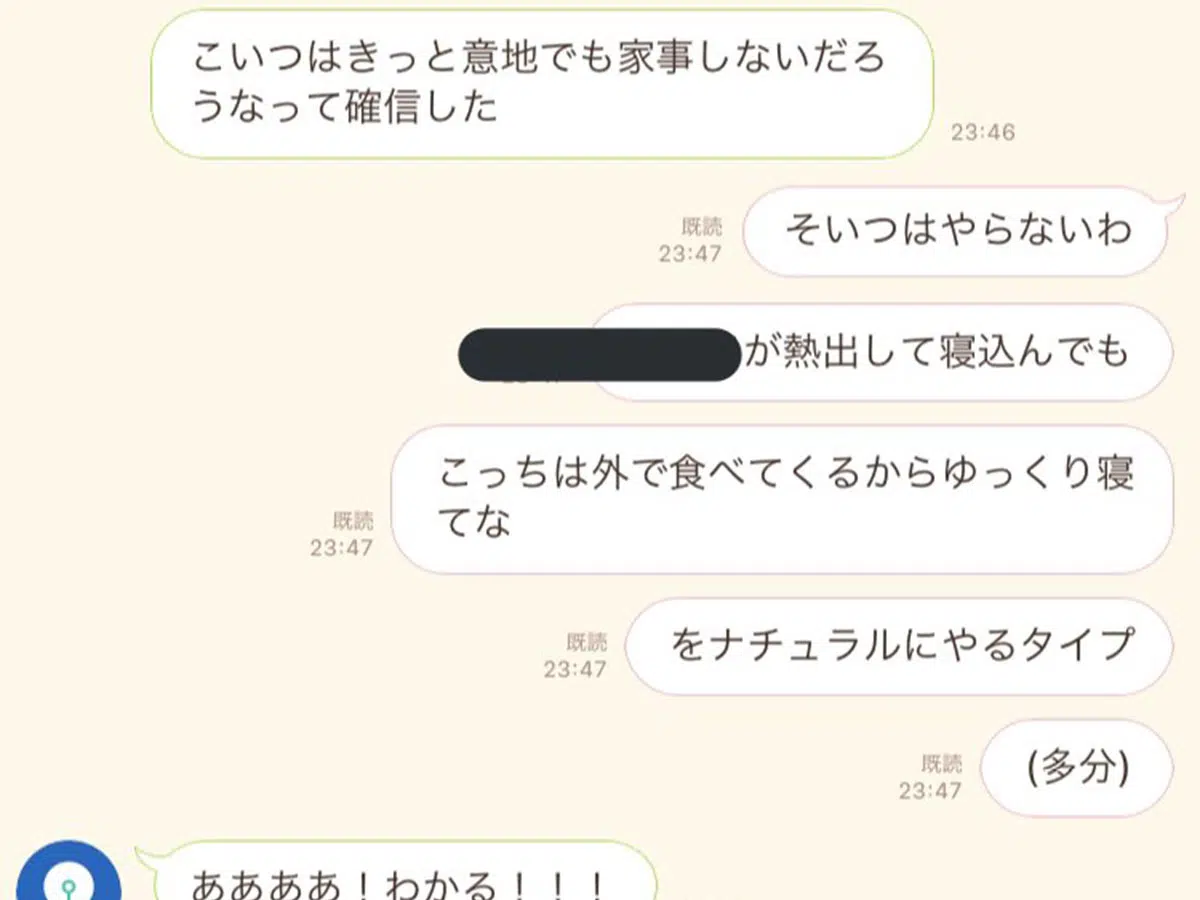 こいつはきっと意地でも家事しないだろ
うなって確信した
23:46
そいつはやらないわ
既読
23:47
が熱出して寝込んでも
こっちは外で食べてくるからゆっくり寝
てな
既読
23:47
をナチュラルにやるタイプ
既読
23:47
(多分)
既読
23:47
ああああ！わかる！！！